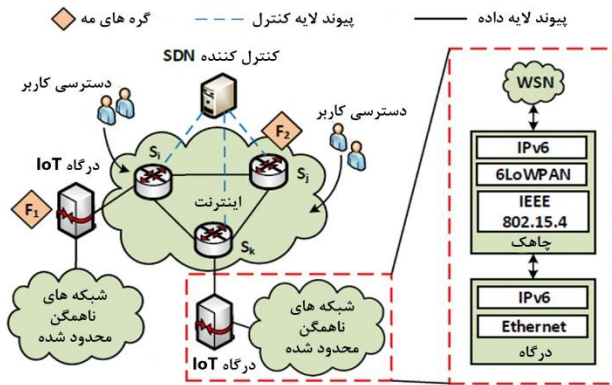 گره های مه
پیوند لایه کنترل
پیوند لایه داده
کنترل کننده SDN
دسترسی کاربر
دسترسی کاربر
F2
Si
Sj
درگاه IoT
F1
اینترنت
Sk
شبکه های
ناهمگن
محدود شده
شبکه های
ناهمگن
محدود شده
درگاه IoT
WSN
IPv6
6LoWPAN
IEEE
802.15.4
چاهک
IPv6
Ethernet
درگاه